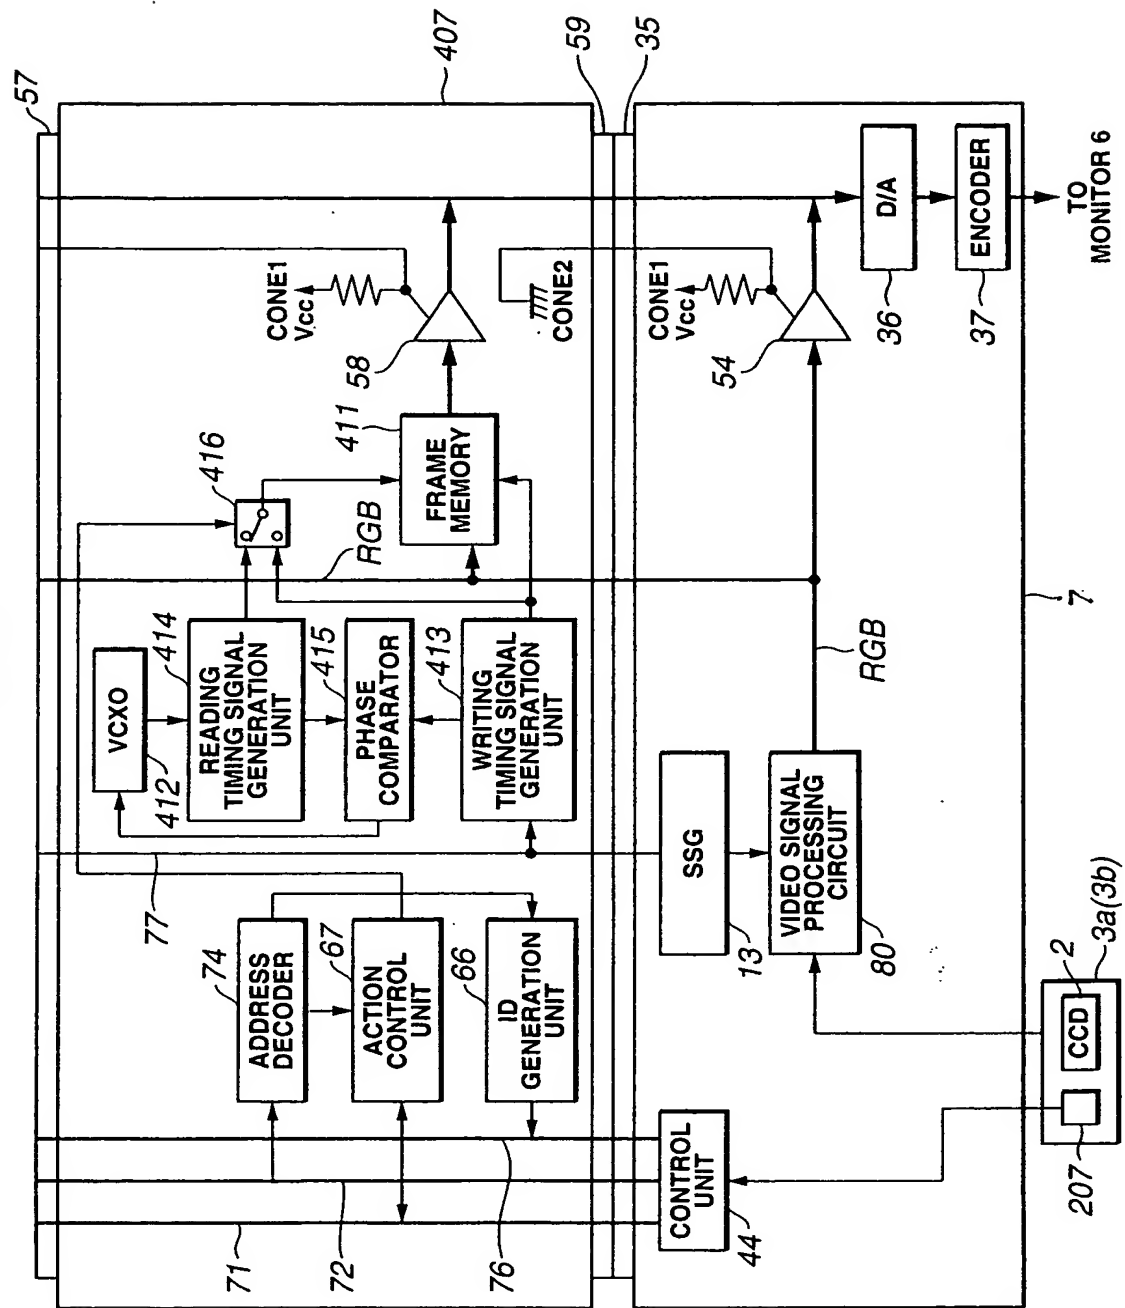 57
407
59
35
CONE1
Vcc
58
CONE2
CONE1
Vcc
54
D/A
36
ENCODER
37
TO
MONITOR 6
416
411
FRAME
MEMORY
RGB
RGB
VCXO
412
READING
TIMING SIGNAL
GENERATION
UNIT
414
PHASE
COMPARATOR
415
WRITING
TIMING SIGNAL
GENERATION
UNIT
413
7
77
ADDRESS
DECODER
74
ACTION
CONTROL
UNIT
67
ID
GENERATION
UNIT
66
SSG
13
VIDEO SIGNAL
PROCESSING
CIRCUIT
80
71
72
76
CONTROL
UNIT
44
CCD
2
3a(3b)
207